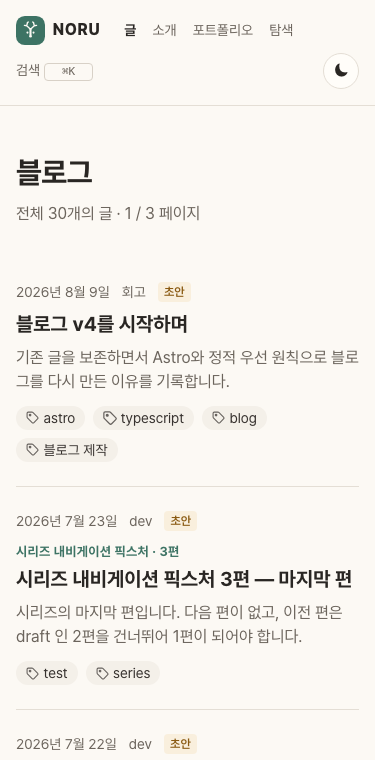 NORU 글 소개 포트폴리오 탐색
검색 ⌘K
블로그
전체 30개의 글 · 1 / 3 페이지
2026년 8월 9일 회고 초안
블로그 v4를 시작하며
기존 글을 보존하면서 Astro와 정적 우선 원칙으로 블로
그를 다시 만든 이유를 기록합니다.
astro typescript blog
블로그 제작
2026년 7월 23일 dev 초안
시리즈 내비게이션 픽스처 · 3편
시리즈 내비게이션 픽스처 3편 — 마지막 편
시리즈의 마지막 편입니다. 다음 편이 없고, 이전 편은
draft 인 2편을 건너뛰어 1편이 되어야 합니다.
test series
2026년 7월 22일 dev 초안